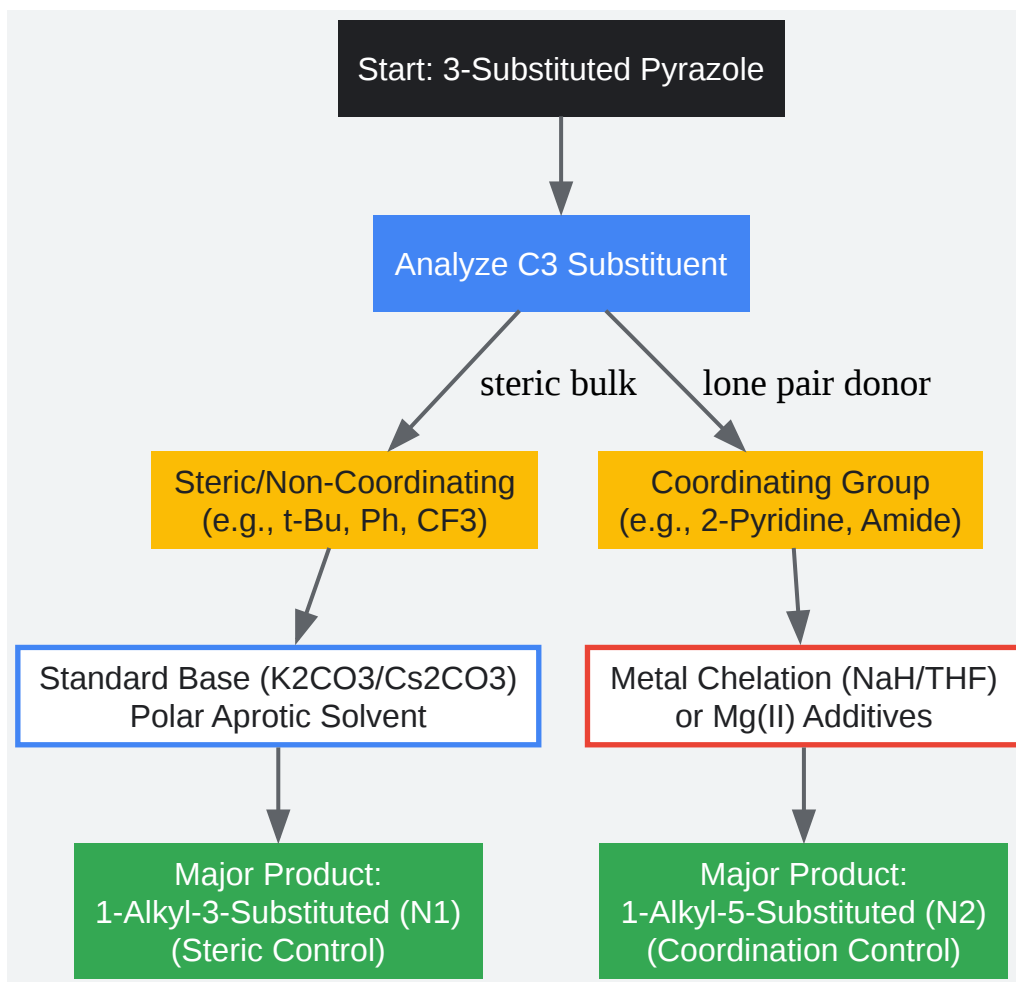 Start: 3-Substituted Pyrazole
Analyze C3 Substituent
steric bulk
lone pair donor
Steric/Non-Coordinating
(e.g., t-Bu, Ph, CF3)
Coordinating Group
(e.g., 2-Pyridine, Amide)
Standard Base (K2CO3/Cs2CO3)
Polar Aprotic Solvent
Metal Chelation (NaH/THF)
or Mg(II) Additives
Major Product:
1-Alkyl-3-Substituted (N1)
(Steric Control)
Major Product:
1-Alkyl-5-Substituted (N2)
(Coordination Control)